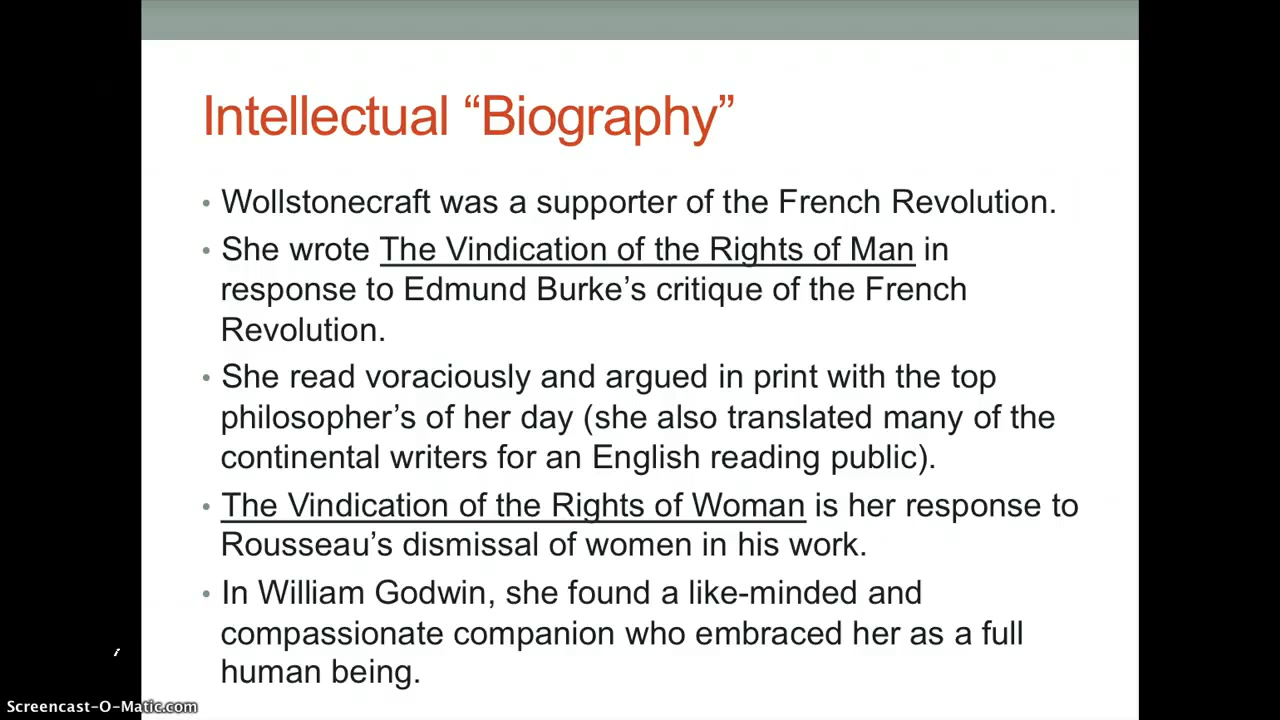 Intellectual “Biography”
• Wollstonecraft was a supporter of the French Revolution.
• She wrote The Vindication of the Rights of Man in
response to Edmund Burke’s critique of the French
Revolution.
• She read voraciously and argued in print with the top
philosopher’s of her day (she also translated many of the
continental writers for an English reading public).
• The Vindication of the Rights of Woman is her response to
Rousseau’s dismissal of women in his work.
• In William Godwin, she found a like-minded and
compassionate companion who embraced her as a full
human being.
Screencast-O-Matic.com